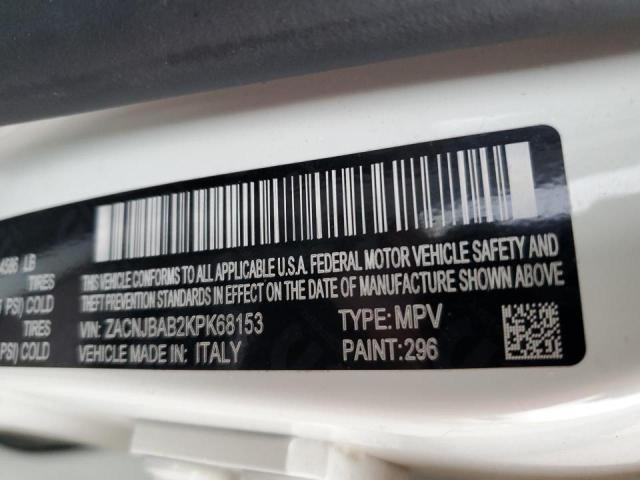 4586 LB
TIRES
PSI) COLD
TIRES
PSI) COLD
THIS VEHICLE CONFORMS TO ALL APPLICABLE U.S.A. FEDERAL MOTOR VEHICLE SAFETY AND
THEFT PREVENTION STANDARDS IN EFFECT ON THE DATE OF MANUFACTURE SHOWN ABOVE
VIN: ZACNJBAB2KPK68153 TYPE: MPV
VEHICLE MADE IN: ITALY PAINT: 296